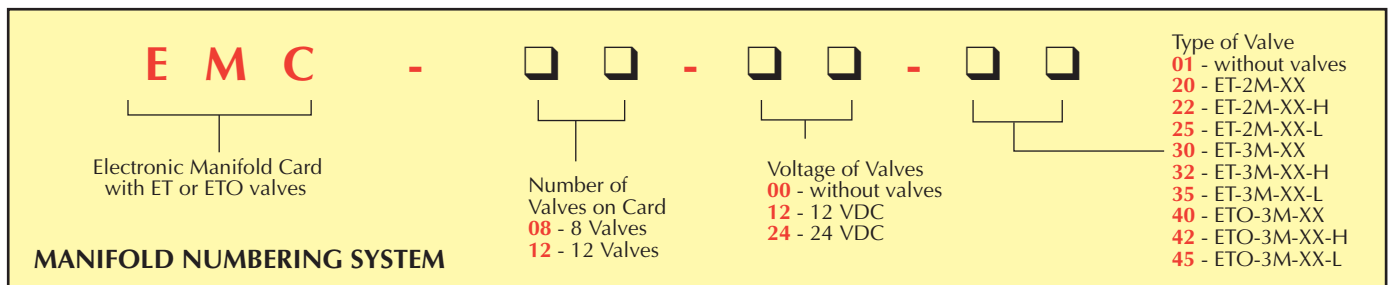 E M C - ❑ ❑ - ❑ ❑ - ❑ ❑
Electronic Manifold Card
with ET or ETO valves
Number of
Valves on Card
08 - 8 Valves
12 - 12 Valves
Voltage of Valves
00 - without valves
12 - 12 VDC
24 - 24 VDC
Type of Valve
01 - without valves
20 - ET-2M-XX
22 - ET-2M-XX-H
25 - ET-2M-XX-L
30 - ET-3M-XX
32 - ET-3M-XX-H
35 - ET-3M-XX-L
40 - ETO-3M-XX
42 - ETO-3M-XX-H
45 - ETO-3M-XX-L
MANIFOLD NUMBERING SYSTEM